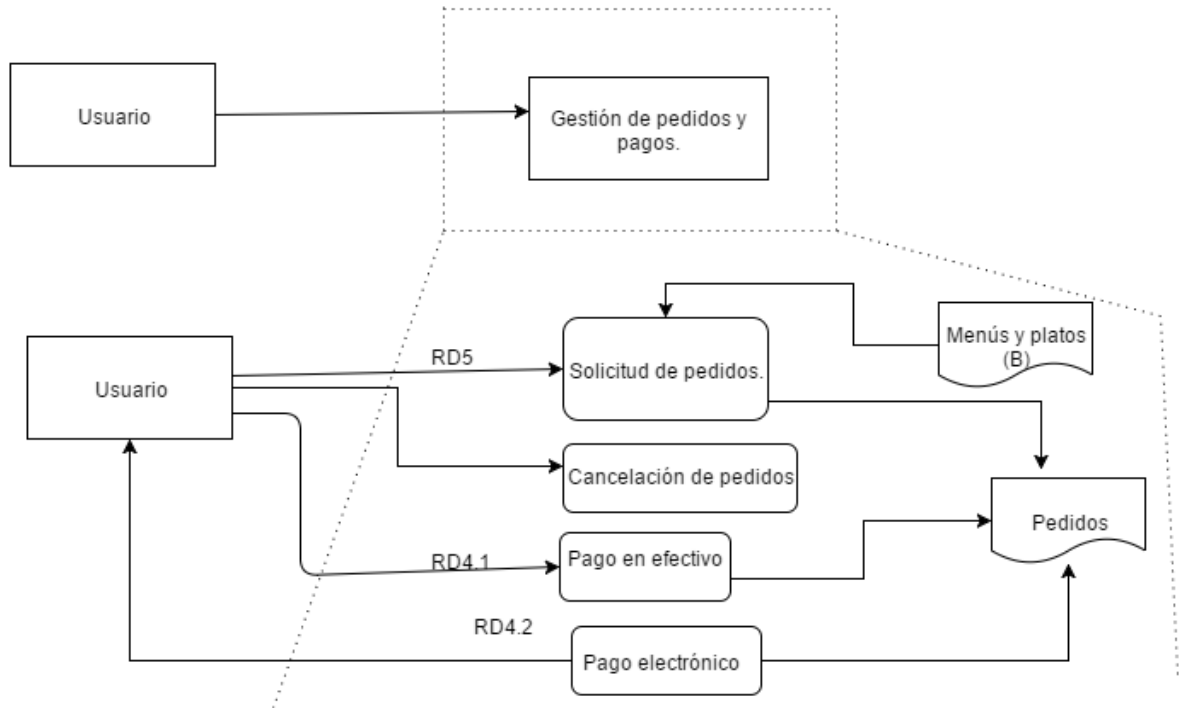 Usuario
Gestión de pedidos y
pagos.
Menús y platos
(B)
RD5
Solicitud de pedidos.
Usuario
Cancelación de pedidos
Pedidos
RD4.1
Pago en efectivo
RD4.2
Pago electrónico